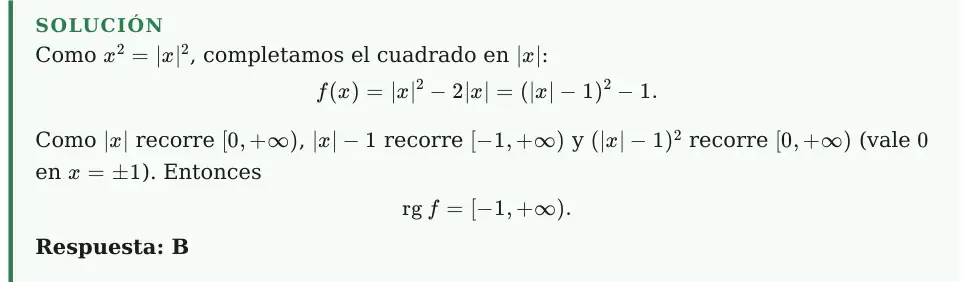 SOLUCIÓN
Como x² = |x|², completamos el cuadrado en |x|:
f(x) = |x|² − 2|x| = (|x| − 1)² − 1.
Como |x| recorre [0, +∞), |x| − 1 recorre [−1, +∞) y (|x| − 1)² recorre [0, +∞) (vale 0
en x = ±1). Entonces
rg f = [−1, +∞).
Respuesta: B